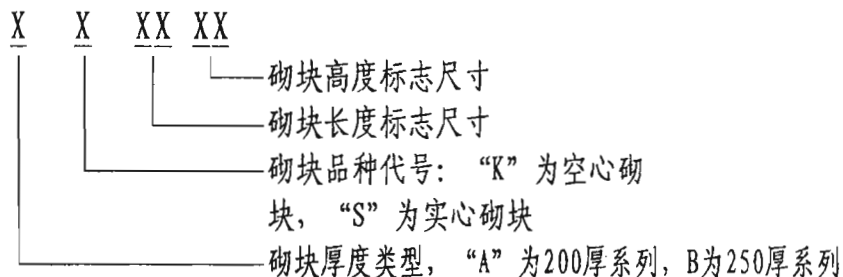 X X XX XX
砌块高度标志尺寸
砌块长度标志尺寸
砌块品种代号：“K”为空心砌
块，“S”为实心砌块
砌块厚度类型，“A”为200厚系列，B为250厚系列